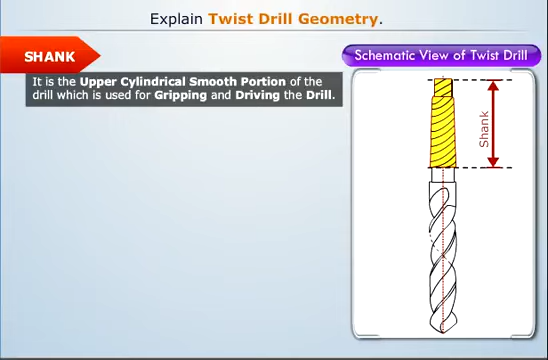 Explain Twist Drill Geometry.
SHANK
Schematic View of Twist Drill
It is the Upper Cylindrical Smooth Portion of the
drill which is used for Gripping and Driving the Drill.
Shank